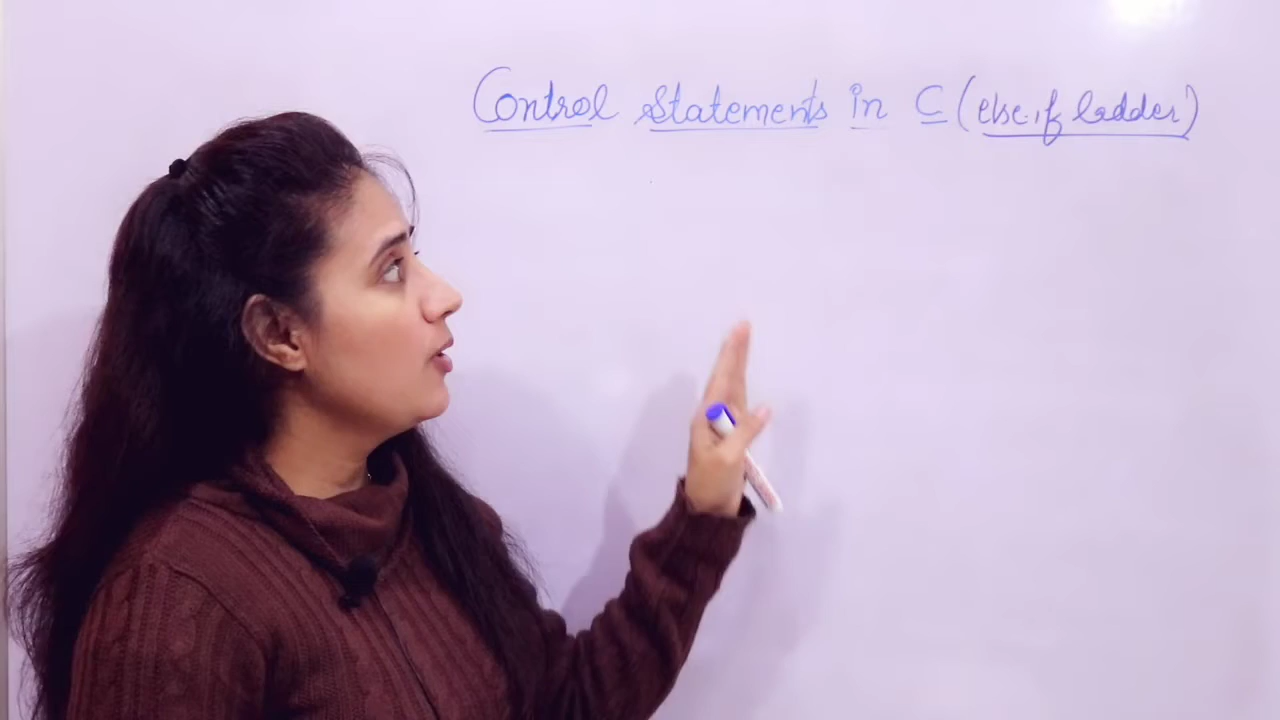 Control Statements in C (else if ladder)